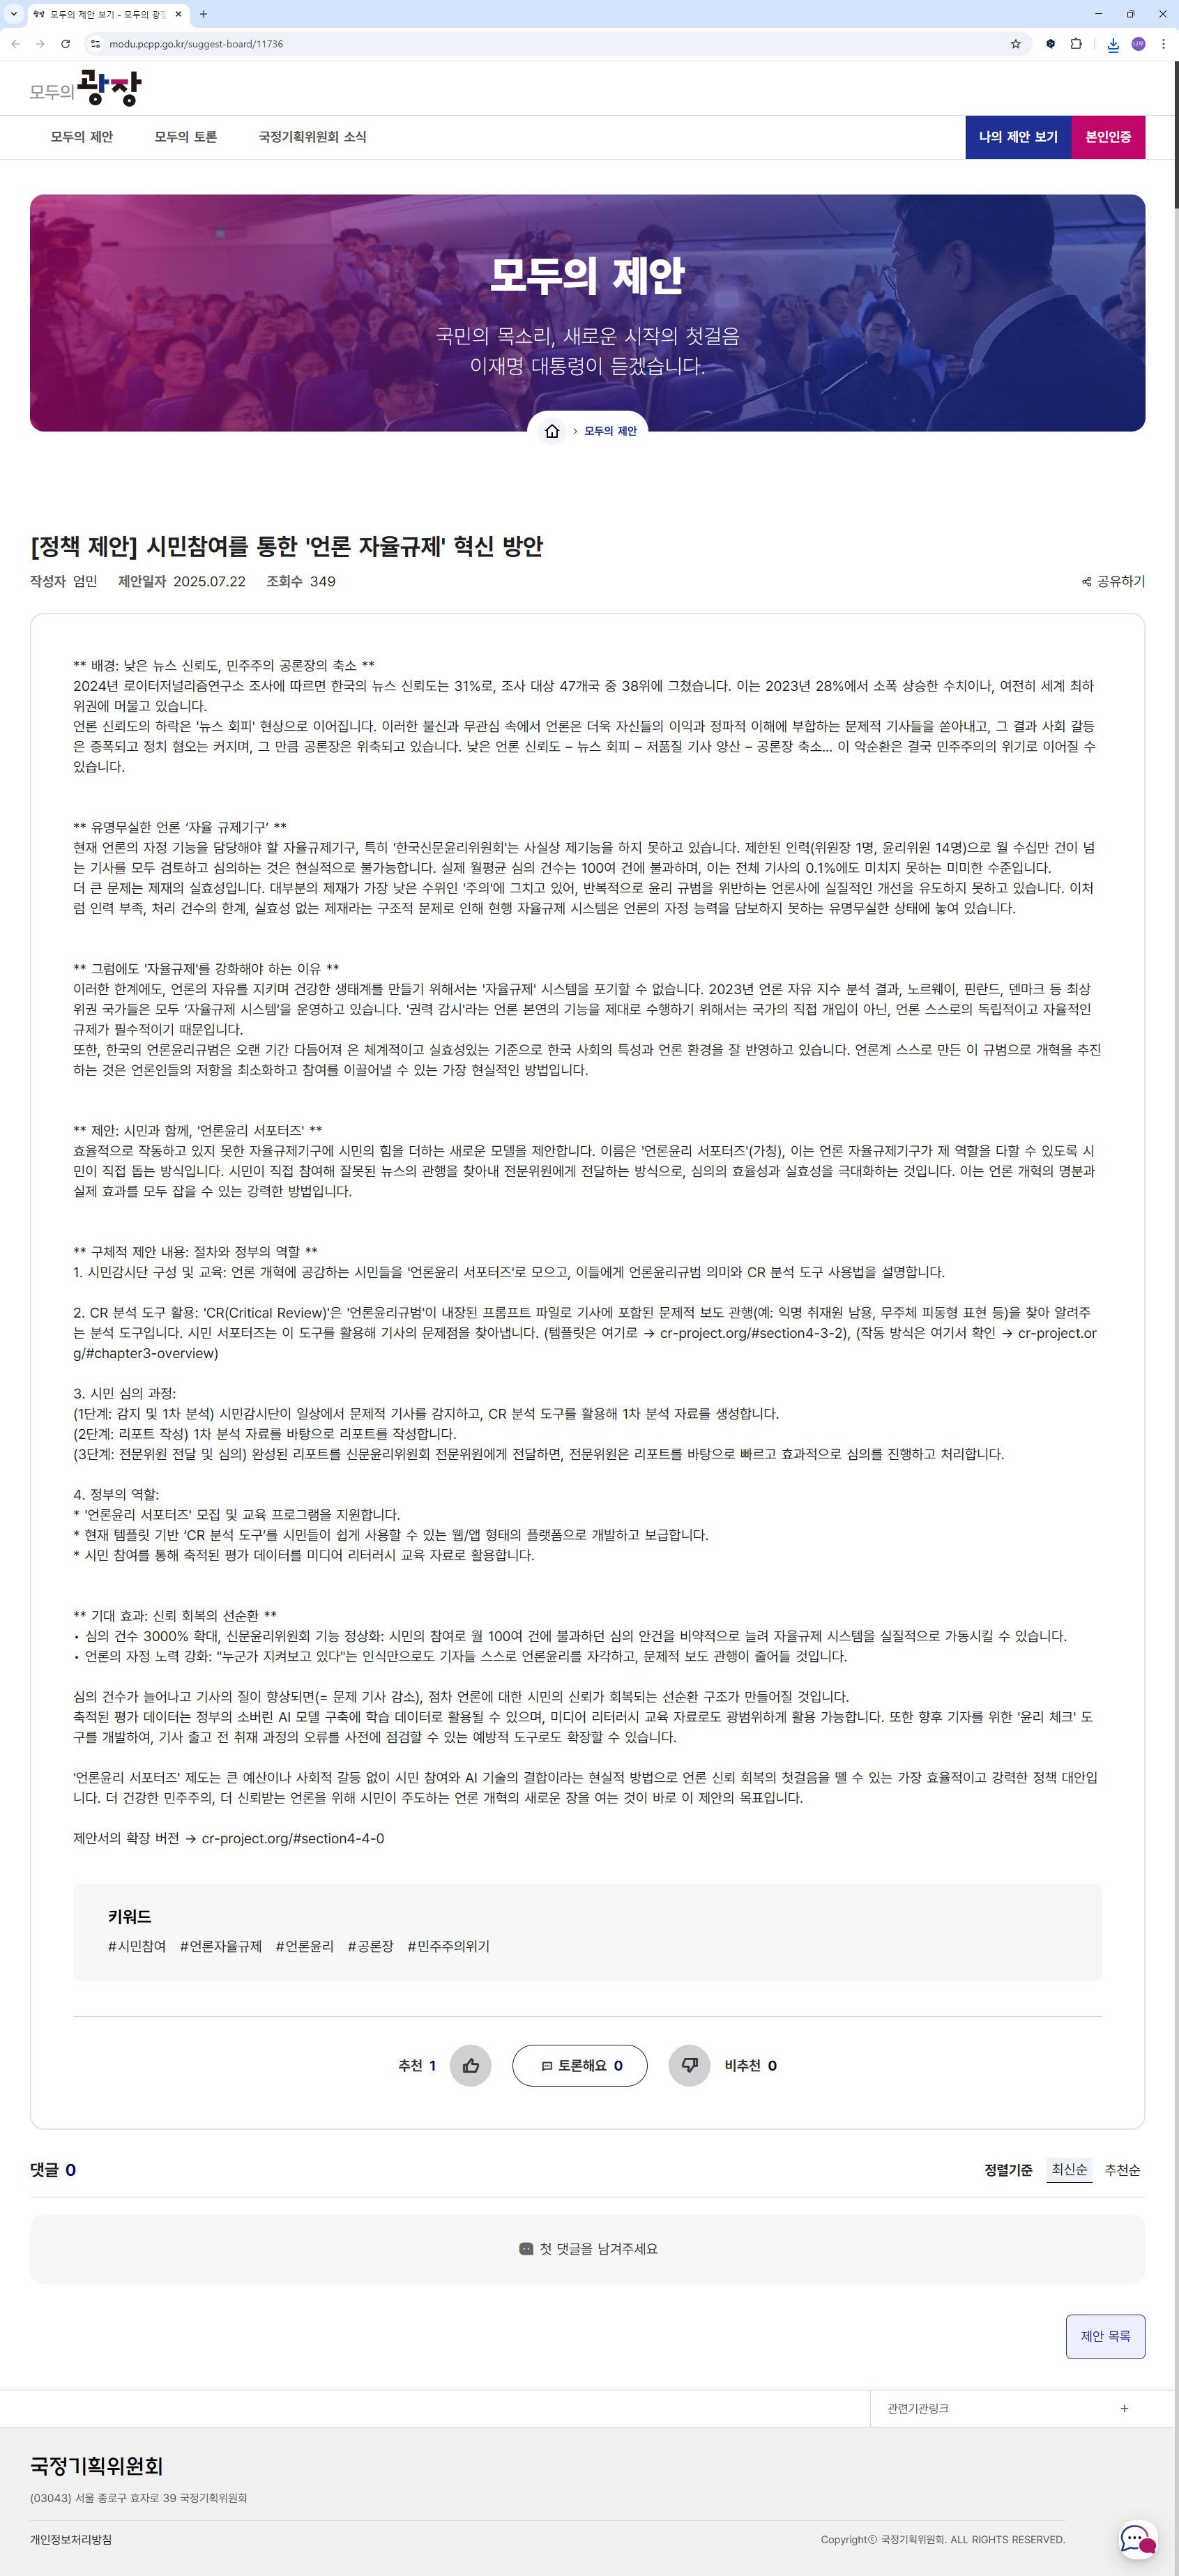 모두의 제안 보기 - 모두의 광장
modu.pcpp.go.kr/suggest-board/11736
나무
모두의 광장
모두의 제안 모두의 토론 국정기획위원회 소식 나의 제안 보기 본인인증
모두의 제안
국민의 목소리, 새로운 시작의 첫걸음
이재명 대통령이 듣겠습니다.
> 모두의 제안
[정책 제안] 시민참여를 통한 '언론 자율규제' 혁신 방안
작성자 엄민 제안일자 2025.07.22 조회수 349 공유하기
** 배경: 낮은 뉴스 신뢰도, 민주주의 공론장의 축소 **
2024년 로이터저널리즘연구소 조사에 따르면 한국의 뉴스 신뢰도는 31%로, 조사 대상 47개국 중 38위에 그쳤습니다. 이는 2023년 28%에서 소폭 상승한 수치이나, 여전히 세계 최하
위권에 머물고 있습니다.
언론 신뢰도의 하락은 '뉴스 회피' 현상으로 이어집니다. 이러한 불신과 무관심 속에서 언론은 더욱 자신들의 이익과 정파적 이해에 부합하는 문제적 기사들을 쏟아내고, 그 결과 사회 갈등
은 증폭되고 정치 혐오는 커지며, 그 만큼 공론장은 위축되고 있습니다. 낮은 언론 신뢰도 – 뉴스 회피 – 저품질 기사 양산 – 공론장 축소... 이 악순환은 결국 민주주의의 위기로 이어질 수
있습니다.
** 유명무실한 언론 ‘자율 규제기구’ **
현재 언론의 자정 기능을 담당해야 할 자율규제기구, 특히 '한국신문윤리위원회'는 사실상 제기능을 하지 못하고 있습니다. 제한된 인력(위원장 1명, 윤리위원 14명)으로 월 수십만 건이 넘
는 기사를 모두 검토하고 심의하는 것은 현실적으로 불가능합니다. 실제 월평균 심의 건수는 100여 건에 불과하며, 이는 전체 기사의 0.1%에도 미치지 못하는 미미한 수준입니다.
더 큰 문제는 제재의 실효성입니다. 대부분의 제재가 가장 낮은 수위인 '주의'에 그치고 있어, 반복적으로 윤리 규범을 위반하는 언론사에 실질적인 개선을 유도하지 못하고 있습니다. 이처
럼 인력 부족, 처리 건수의 한계, 실효성 없는 제재라는 구조적 문제로 인해 현행 자율규제 시스템은 언론의 자정 능력을 담보하지 못하는 유명무실한 상태에 놓여 있습니다.
** 그럼에도 '자율규제'를 강화해야 하는 이유 **
이러한 한계에도, 언론의 자유를 지키며 건강한 생태계를 만들기 위해서는 '자율규제' 시스템을 포기할 수 없습니다. 2023년 언론 자유 지수 분석 결과, 노르웨이, 핀란드, 덴마크 등 최상
위권 국가들은 모두 ‘자율규제 시스템’을 운영하고 있습니다. '권력 감시'라는 언론 본연의 기능을 제대로 수행하기 위해서는 국가의 직접 개입이 아닌, 언론 스스로의 독립적이고 자율적인
규제가 필수적이기 때문입니다.
또한, 한국의 언론윤리규범은 오랜 기간 다듬어져 온 체계적이고 실효성있는 기준으로 한국 사회의 특성과 언론 환경을 잘 반영하고 있습니다. 언론계 스스로 만든 이 규범으로 개혁을 추진
하는 것은 언론인들의 저항을 최소화하고 참여를 이끌어낼 수 있는 가장 현실적인 방법입니다.
** 제안: 시민과 함께, '언론윤리 서포터즈' **
효율적으로 작동하고 있지 못한 자율규제기구에 시민의 힘을 더하는 새로운 모델을 제안합니다. 이름은 '언론윤리 서포터즈'(가칭), 이는 언론 자율규제기구가 제 역할을 다할 수 있도록 시
민이 직접 돕는 방식입니다. 시민이 직접 참여해 잘못된 뉴스의 관행을 찾아내 전문위원에게 전달하는 방식으로, 심의의 효율성과 실효성을 극대화하는 것입니다. 이는 언론 개혁의 명분과
실제 효과를 모두 잡을 수 있는 강력한 방법입니다.
** 구체적 제안 내용: 절차와 정부의 역할 **
1. 시민감시단 구성 및 교육: 언론 개혁에 공감하는 시민들을 '언론윤리 서포터즈'로 모으고, 이들에게 언론윤리규범 의미와 CR 분석 도구 사용법을 설명합니다.
2. CR 분석 도구 활용: 'CR(Critical Review)'은 '언론윤리규범'이 내장된 프롬프트 파일로 기사에 포함된 문제적 보도 관행(예: 익명 취재원 남용, 무주체 피동형 표현 등)을 찾아 알려주
는 분석 도구입니다. 시민 서포터즈는 이 도구를 활용해 기사의 문제점을 찾아냅니다. (템플릿은 여기로 → cr-project.org/#section4-3-2), (작동 방식은 여기서 확인 → cr-project.or
g/#chapter3-overview)
3. 시민 심의 과정:
(1단계: 감지 및 1차 분석) 시민감시단이 일상에서 문제적 기사를 감지하고, CR 분석 도구를 활용해 1차 분석 자료를 생성합니다.
(2단계: 리포트 작성) 1차 분석 자료를 바탕으로 리포트를 작성합니다.
(3단계: 전문위원 전달 및 심의) 완성된 리포트를 신문윤리위원회 전문위원에게 전달하면, 전문위원은 리포트를 바탕으로 빠르고 효과적으로 심의를 진행하고 처리합니다.
4. 정부의 역할:
* '언론윤리 서포터즈' 모집 및 교육 프로그램을 지원합니다.
* 현재 템플릿 기반 ‘CR 분석 도구’를 시민들이 쉽게 사용할 수 있는 웹/앱 형태의 플랫폼으로 개발하고 보급합니다.
* 시민 참여를 통해 축적된 평가 데이터를 미디어 리터러시 교육 자료로 활용합니다.
** 기대 효과: 신뢰 회복의 선순환 **
• 심의 건수 3000% 확대, 신문윤리위원회 기능 정상화: 시민의 참여로 월 100여 건에 불과하던 심의 안건을 비약적으로 늘려 자율규제 시스템을 실질적으로 가동시킬 수 있습니다.
• 언론의 자정 노력 강화: "누군가 지켜보고 있다"는 인식만으로도 기자들 스스로 언론윤리를 자각하고, 문제적 보도 관행이 줄어들 것입니다.
심의 건수가 늘어나고 기사의 질이 향상되면(= 문제 기사 감소), 점차 언론에 대한 시민의 신뢰가 회복되는 선순환 구조가 만들어질 것입니다.
축적된 평가 데이터는 정부의 소버린 AI 모델 구축에 학습 데이터로 활용될 수 있으며, 미디어 리터러시 교육 자료로도 광범위하게 활용 가능합니다. 또한 향후 기자를 위한 '윤리 체크' 도
구를 개발하여, 기사 출고 전 취재 과정의 오류를 사전에 점검할 수 있는 예방적 도구로도 확장할 수 있습니다.
'언론윤리 서포터즈' 제도는 큰 예산이나 사회적 갈등 없이 시민 참여와 AI 기술의 결합이라는 현실적 방법으로 언론 신뢰 회복의 첫걸음을 뗄 수 있는 가장 효율적이고 강력한 정책 대안입
니다. 더 건강한 민주주의, 더 신뢰받는 언론을 위해 시민이 주도하는 언론 개혁의 새로운 장을 여는 것이 바로 이 제안의 목표입니다.
제안서의 확장 버전 → cr-project.org/#section4-4-0
키워드
#시민참여 #언론자율규제 #언론윤리 #공론장 #민주주의위기
추천 1 토론해요 0 비추천 0
댓글 0 정렬기준 최신순 추천순
첫 댓글을 남겨주세요
제안 목록
관련기관링크 +
국정기획위원회
(03043) 서울 종로구 효자로 39 국정기획위원회
개인정보처리방침 Copyrightⓒ 국정기획위원회. ALL RIGHTS RESERVED.